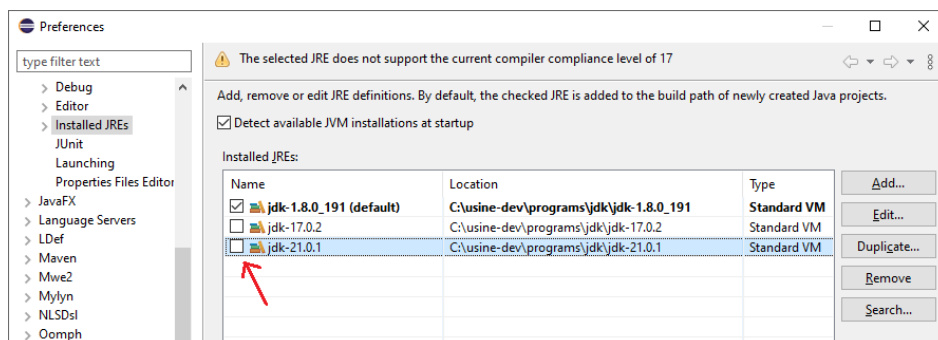 Preferences
type filter text
The selected JRE does not support the current compiler compliance level of 17
Debug
Editor
Installed JREs
JUnit
Launching
Properties Files Editor
JavaFX
Language Servers
LDef
Maven
Mwe2
Mylyn
NLSDsl
Oomph
Add, remove or edit JRE definitions. By default, the checked JRE is added to the build path of newly created Java projects.
Detect available JVM installations at startup
Installed JREs:
Name Location Type
jdk-1.8.0_191 (default) C:\usine-dev\programs\jdk\jdk-1.8.0_191 Standard VM
jdk-17.0.2 C:\usine-dev\programs\jdk\jdk-17.0.2 Standard VM
jdk-21.0.1 C:\usine-dev\programs\jdk\jdk-21.0.1 Standard VM
Add...
Edit...
Duplicate...
Remove
Search...